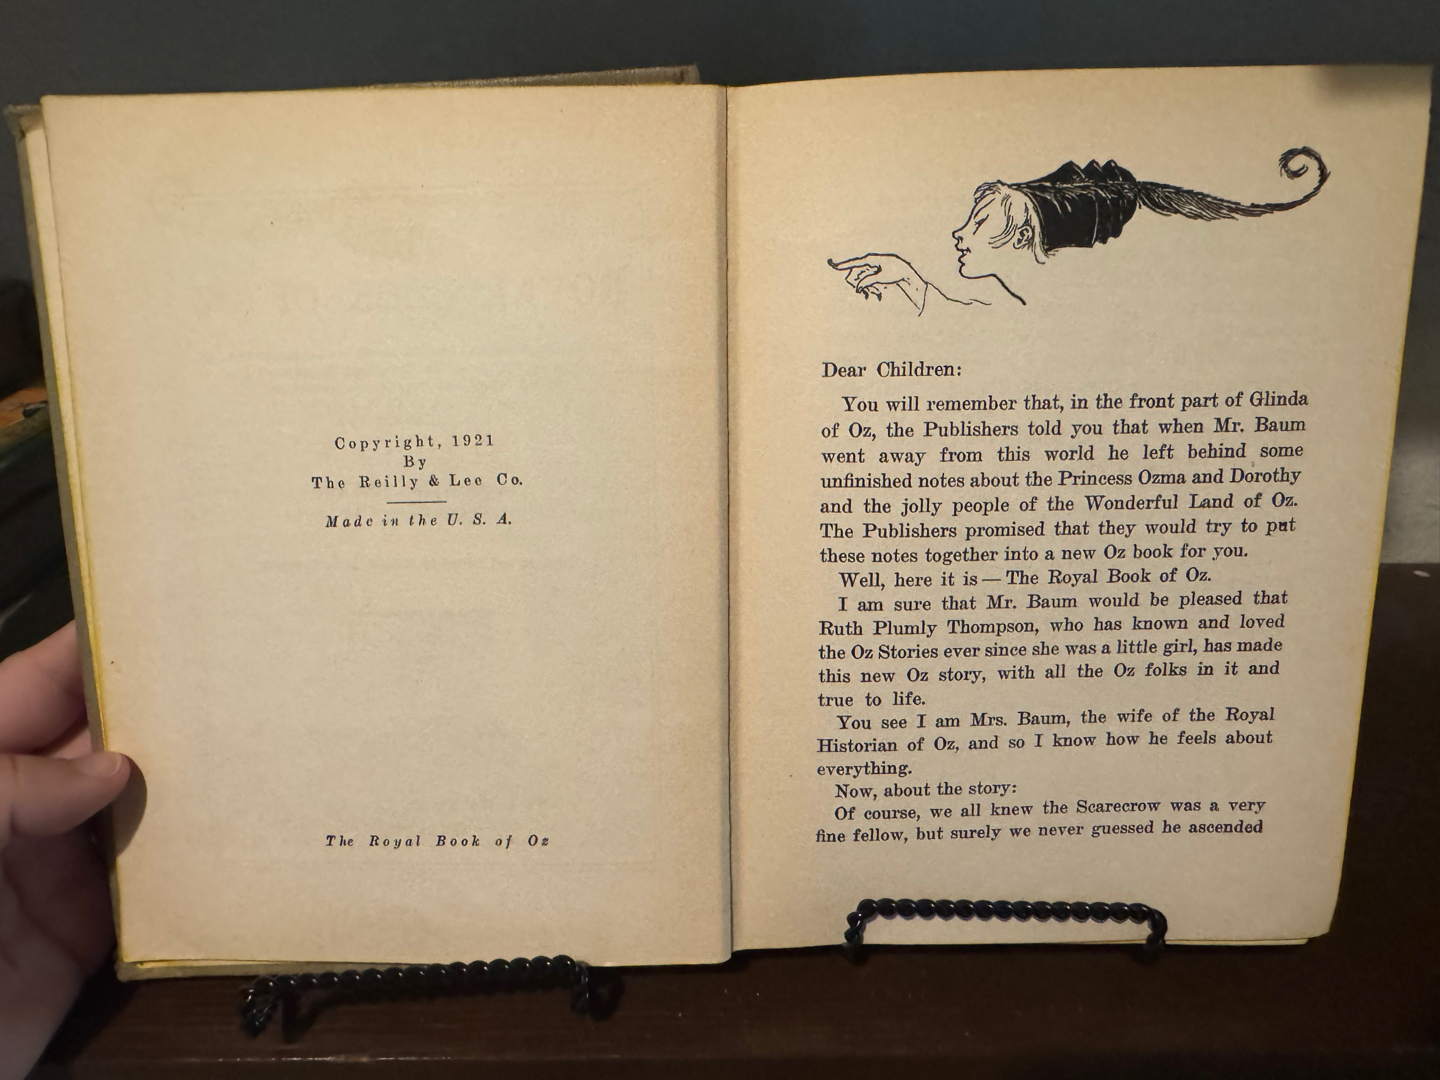 Copyright, 1921
By
The Reilly & Lee Co.
Made in the U. S. A.
The Royal Book of Oz
Dear Children:
You will remember that, in the front part of Glinda
of Oz, the Publishers told you that when Mr. Baum
went away from this world he left behind some
unfinished notes about the Princess Ozma and Dorothy
and the jolly people of the Wonderful Land of Oz.
The Publishers promised that they would try to put
these notes together into a new Oz book for you.
Well, here it is — The Royal Book of Oz.
I am sure that Mr. Baum would be pleased that
Ruth Plumly Thompson, who has known and loved
the Oz Stories ever since she was a little girl, has made
this new Oz story, with all the Oz folks in it and
true to life.
You see I am Mrs. Baum, the wife of the Royal
Historian of Oz, and so I know how he feels about
everything.
Now, about the story:
Of course, we all knew the Scarecrow was a very
fine fellow, but surely we never guessed he ascended